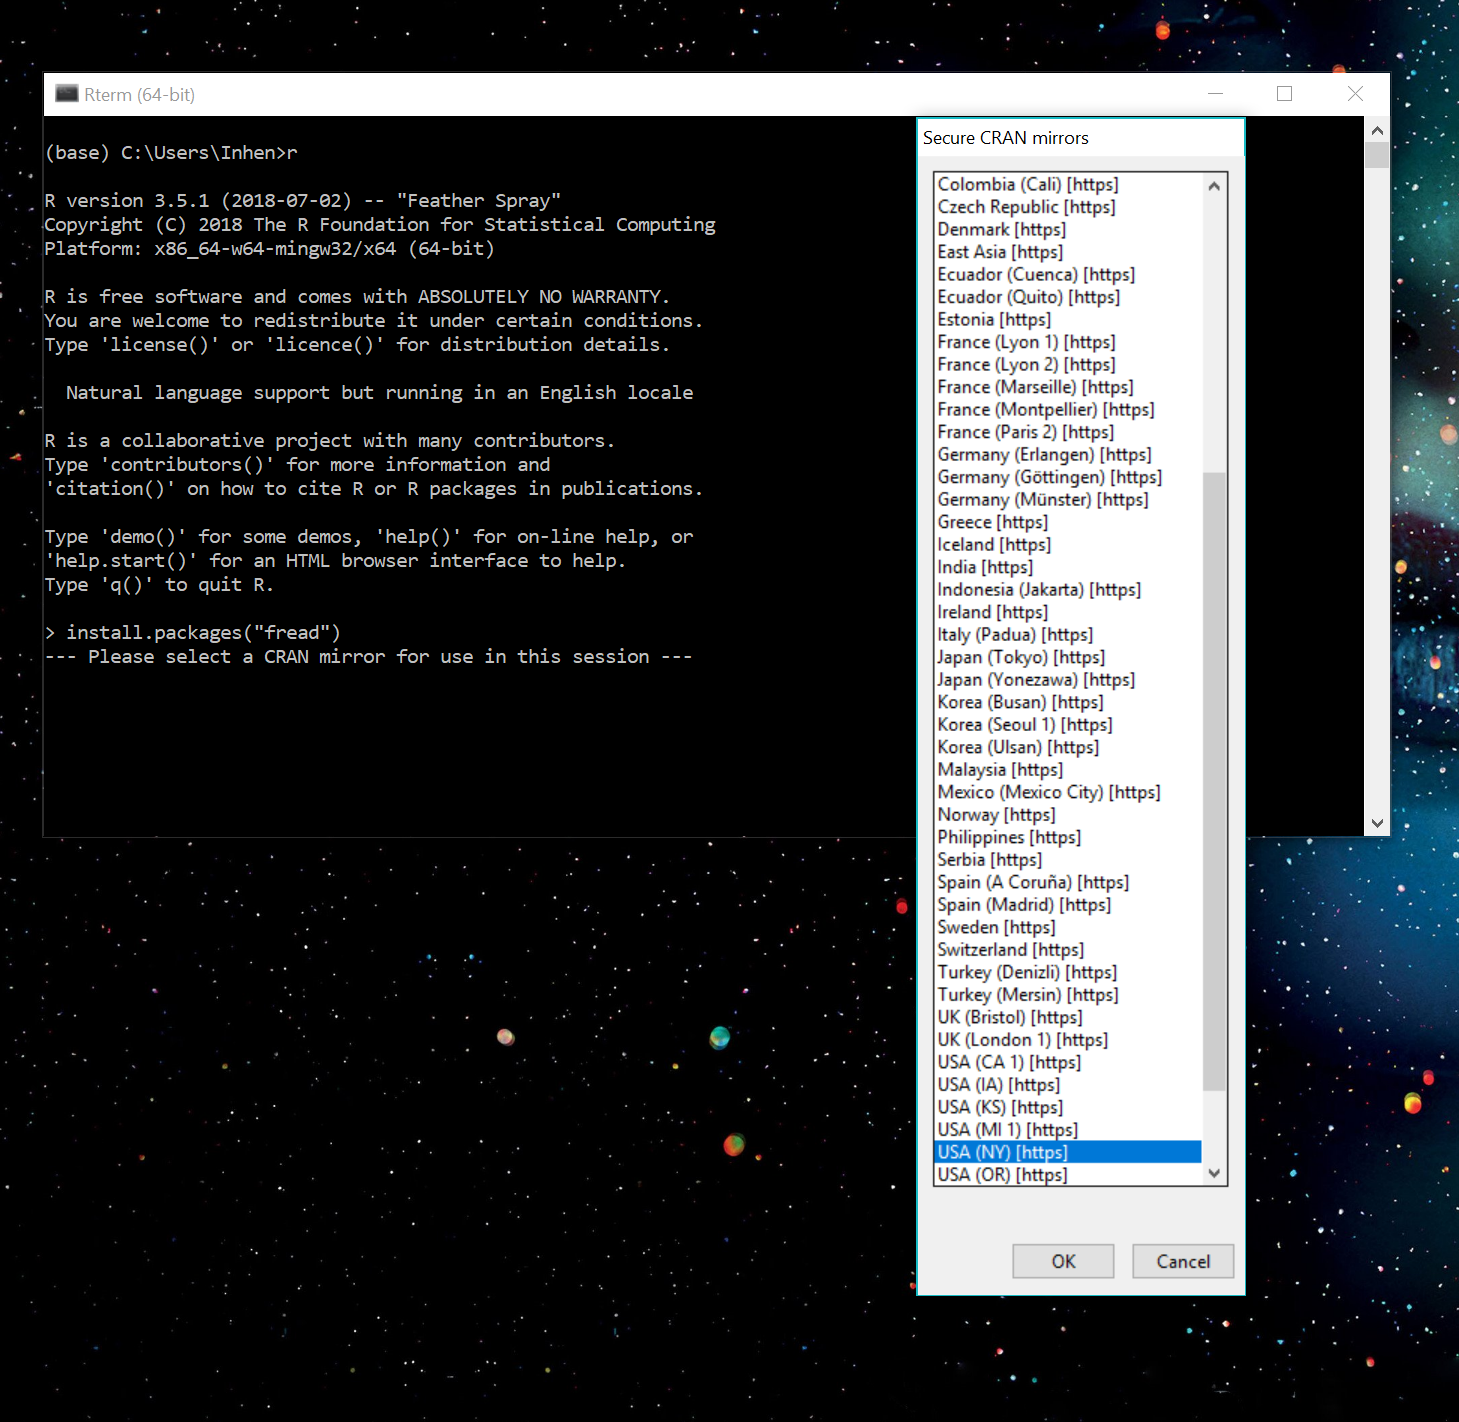 Rterm (64-bit)
(base) C:\Users\Inhen>r
R version 3.5.1 (2018-07-02) -- "Feather Spray"
Copyright (C) 2018 The R Foundation for Statistical Computing
Platform: x86_64-w64-mingw32/x64 (64-bit)
R is free software and comes with ABSOLUTELY NO WARRANTY.
You are welcome to redistribute it under certain conditions.
Type 'license()' or 'licence()' for distribution details.
Natural language support but running in an English locale
R is a collaborative project with many contributors.
Type 'contributors()' for more information and
'citation()' on how to cite R or R packages in publications.
Type 'demo()' for some demos, 'help()' for on-line help, or
'help.start()' for an HTML browser interface to help.
Type 'q()' to quit R.
> install.packages("fread")
--- Please select a CRAN mirror for use in this session ---
Secure CRAN mirrors
Colombia (Cali) [https]
Czech Republic [https]
Denmark [https]
East Asia [https]
Ecuador (Cuenca) [https]
Ecuador (Quito) [https]
Estonia [https]
France (Lyon 1) [https]
France (Lyon 2) [https]
France (Marseille) [https]
France (Montpellier) [https]
France (Paris 2) [https]
Germany (Erlangen) [https]
Germany (Göttingen) [https]
Germany (Münster) [https]
Greece [https]
Iceland [https]
India [https]
Indonesia (Jakarta) [https]
Ireland [https]
Italy (Padua) [https]
Japan (Tokyo) [https]
Japan (Yonezawa) [https]
Korea (Busan) [https]
Korea (Seoul 1) [https]
Korea (Ulsan) [https]
Malaysia [https]
Mexico (Mexico City) [https]
Norway [https]
Philippines [https]
Serbia [https]
Spain (A Coruña) [https]
Spain (Madrid) [https]
Sweden [https]
Switzerland [https]
Turkey (Denizli) [https]
Turkey (Mersin) [https]
UK (Bristol) [https]
UK (London 1) [https]
USA (CA 1) [https]
USA (IA) [https]
USA (KS) [https]
USA (MI 1) [https]
USA (NY) [https]
USA (OR) [https]
OK Cancel